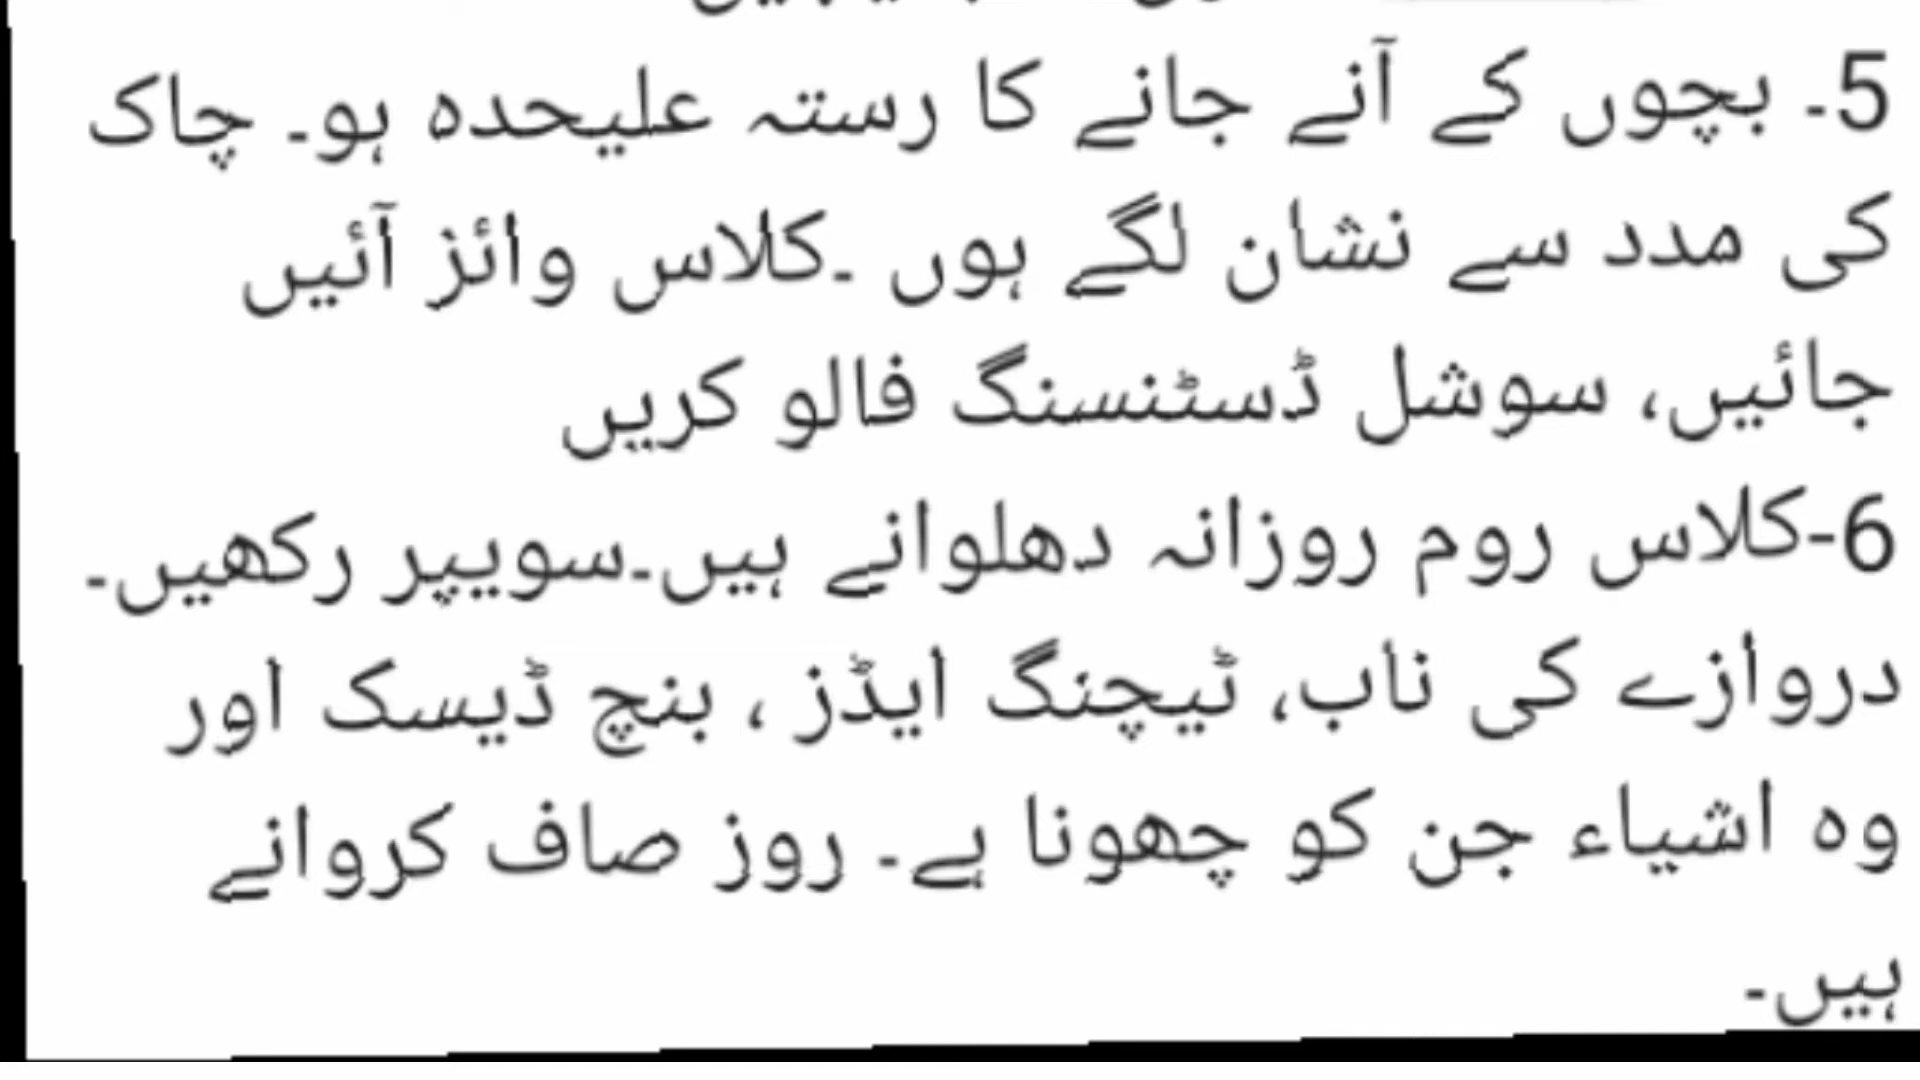 5۔ بچوں کے آنے جانے کا رستہ علیحدہ ہو۔ چاک
کی مدد سے نشان لگے ہوں ۔کلاس وائز آئیں
جائیں، سوشل ڈسٹنسنگ فالو کریں
6-کلاس روم روزانہ دھلوانے ہیں۔سویپر رکھیں۔
دروازے کی ناب، ٹیچنگ ایڈز ، بنچ ڈیسک اور
وہ اشیاء جن کو چھونا ہے۔ روز صاف کروانے
ہیں۔